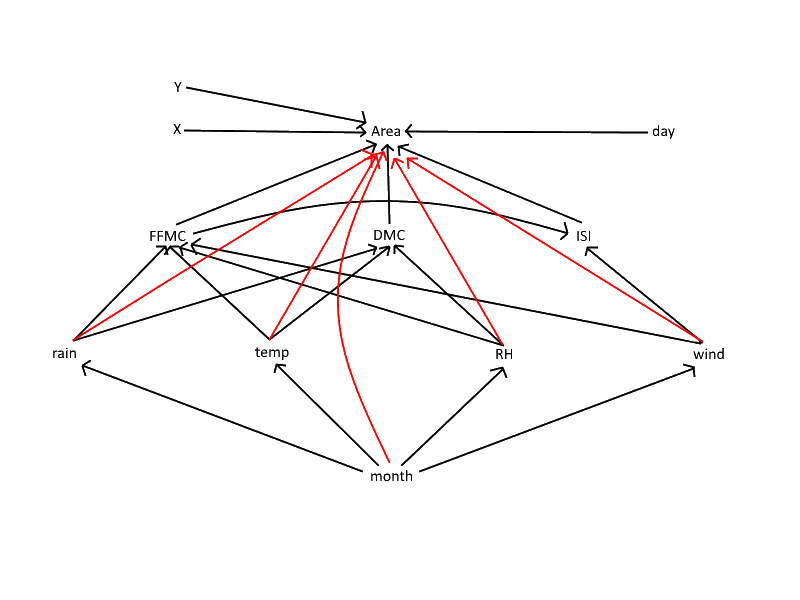 Y
X
Area
day
FFMC
DMC
ISI
rain
temp
RH
wind
month